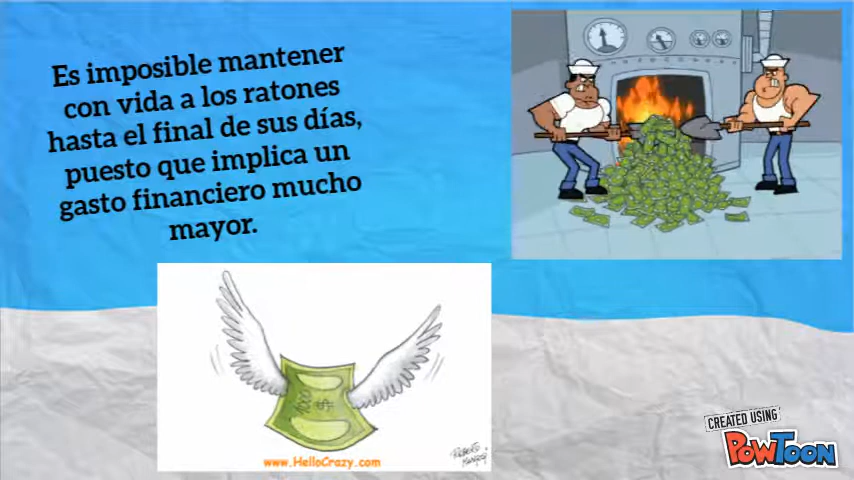 Es imposible mantener
con vida a los ratones
hasta el final de sus días,
puesto que implica un
gasto financiero mucho
mayor.
$
www.HelloCrazy.com
CREATED USING
POWTOON